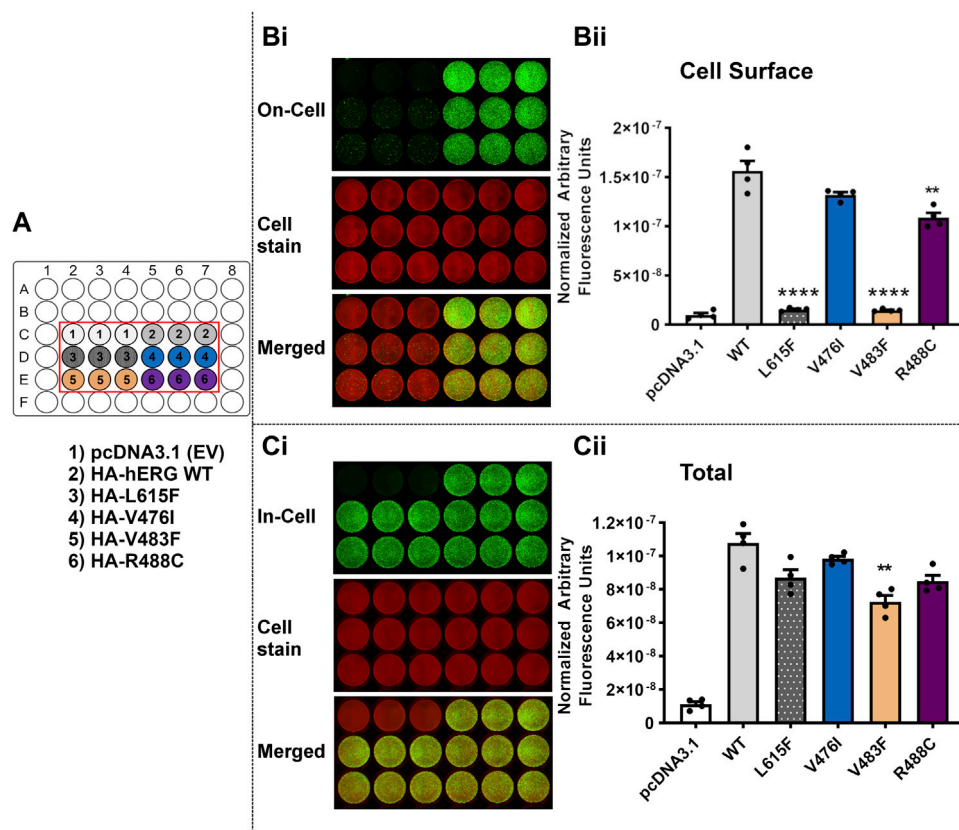 A
1 2 3 4 5 6 7 8
A
B
C 1 1 1 2 2 2
D 3 3 3 4 4 4
E 5 5 5 6 6 6
F
1) pcDNA3.1 (EV)
2) HA-hERG WT
3) HA-L615F
4) HA-V476I
5) HA-V483F
6) HA-R488C
Bi
On-Cell
Cell
stain
Merged
Bii
Cell Surface
Normalized Arbitrary
Fluorescence Units
2×10⁻⁷
1.5×10⁻⁷
1×10⁻⁷
5×10⁻⁸
0
****
****
**
pcDNA3.1
WT
L615F
V476I
V483F
R488C
Ci
In-Cell
Cell
stain
Merged
Cii
Total
Normalized Arbitrary
Fluorescence Units
1.2×10⁻⁷
1×10⁻⁷
8×10⁻⁸
6×10⁻⁸
4×10⁻⁸
2×10⁻⁸
0
**
pcDNA3.1
WT
L615F
V476I
V483F
R488C